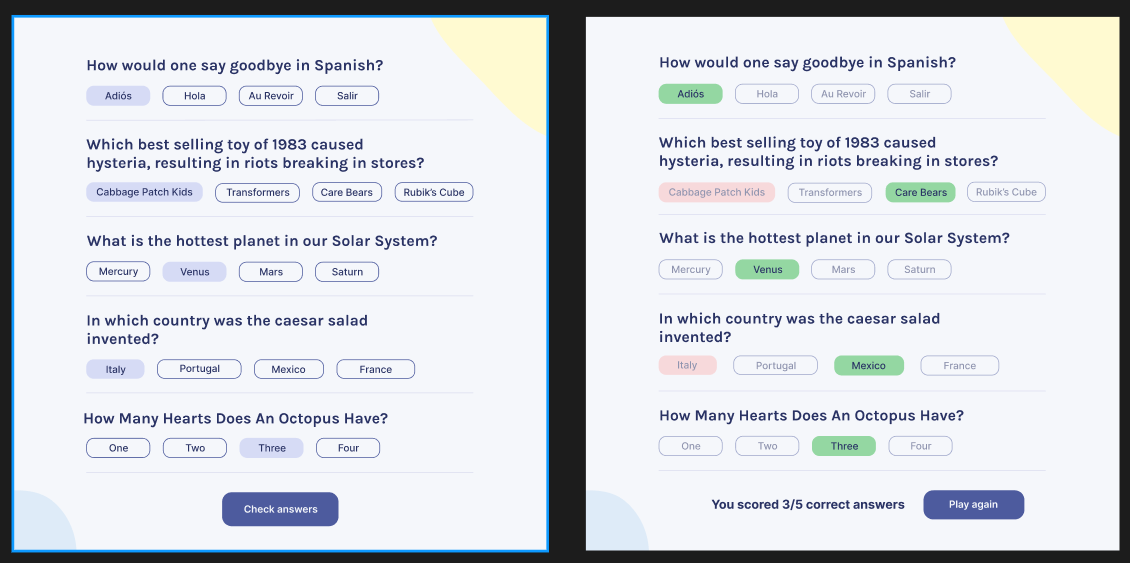 How would one say goodbye in Spanish?
Adiós Hola Au Revoir Salir
Which best selling toy of 1983 caused
hysteria, resulting in riots breaking in stores?
Cabbage Patch Kids Transformers Care Bears Rubik's Cube
What is the hottest planet in our Solar System?
Mercury Venus Mars Saturn
In which country was the caesar salad
invented?
Italy Portugal Mexico France
How Many Hearts Does An Octopus Have?
One Two Three Four
Check answers
How would one say goodbye in Spanish?
Adiós Hola Au Revoir Salir
Which best selling toy of 1983 caused
hysteria, resulting in riots breaking in stores?
Cabbage Patch Kids Transformers Care Bears Rubik's Cube
What is the hottest planet in our Solar System?
Mercury Venus Mars Saturn
In which country was the caesar salad
invented?
Italy Portugal Mexico France
How Many Hearts Does An Octopus Have?
One Two Three Four
You scored 3/5 correct answers Play again